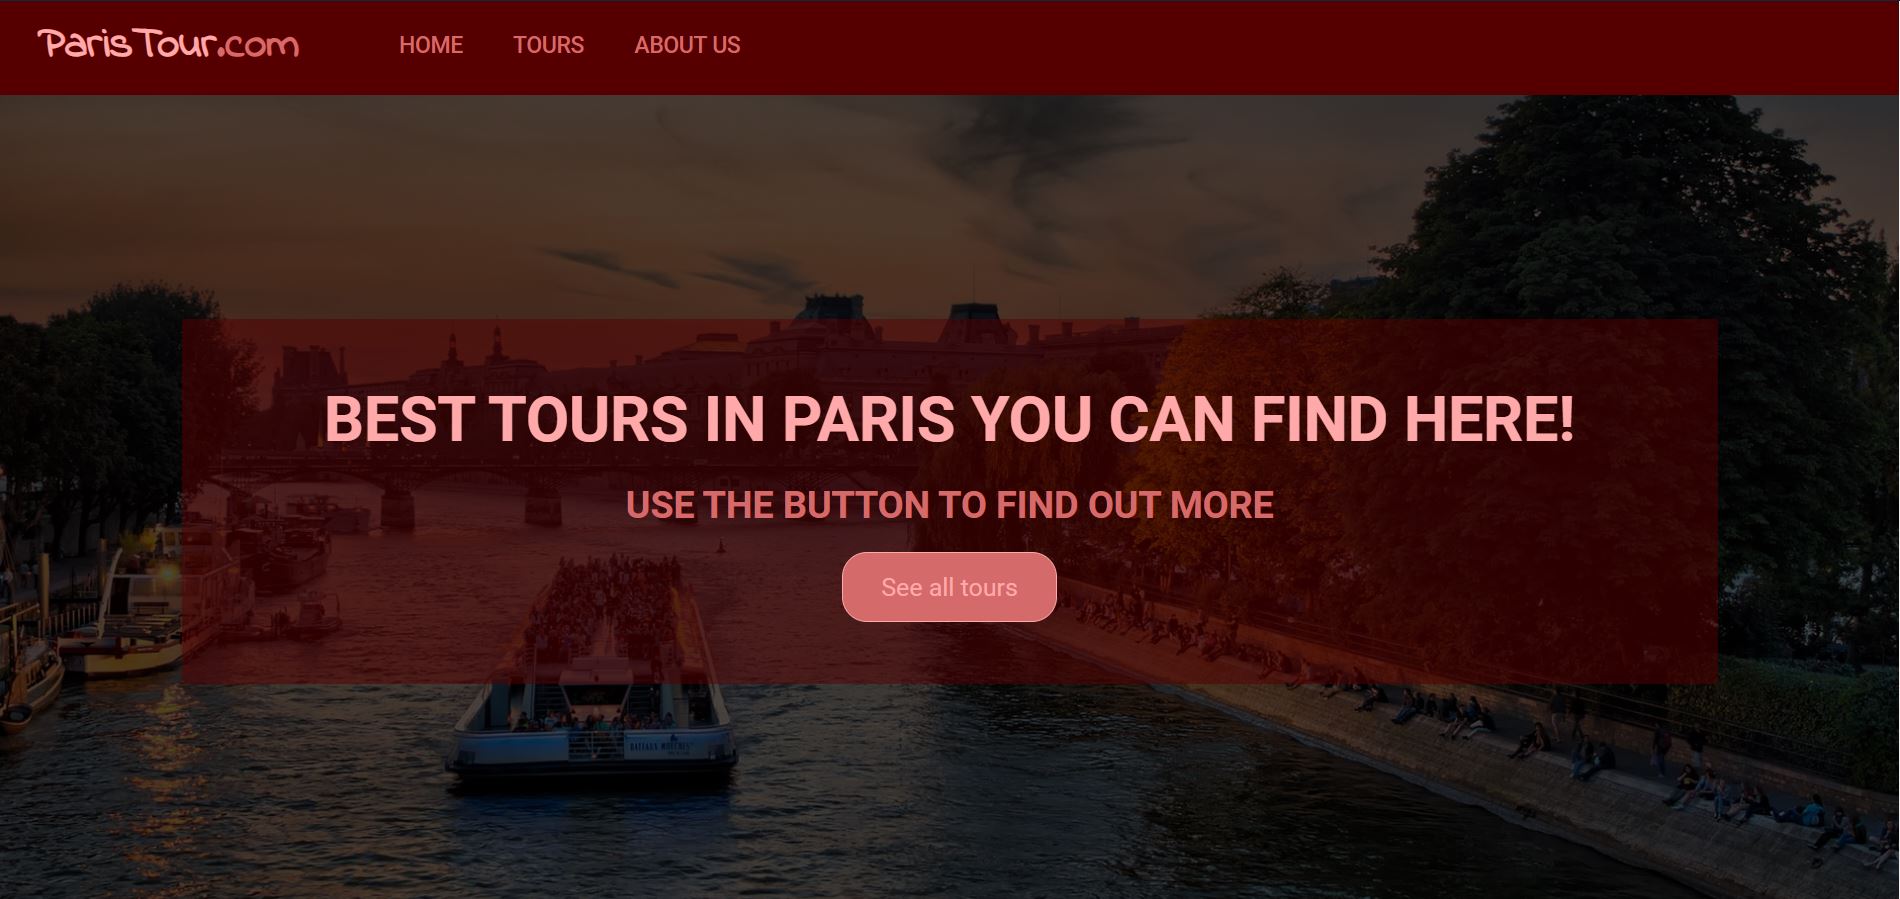 ParisTour.com
HOME TOURS ABOUT US
BEST TOURS IN PARIS YOU CAN FIND HERE!
USE THE BUTTON TO FIND OUT MORE
See all tours
BATEAUX MOUCHES